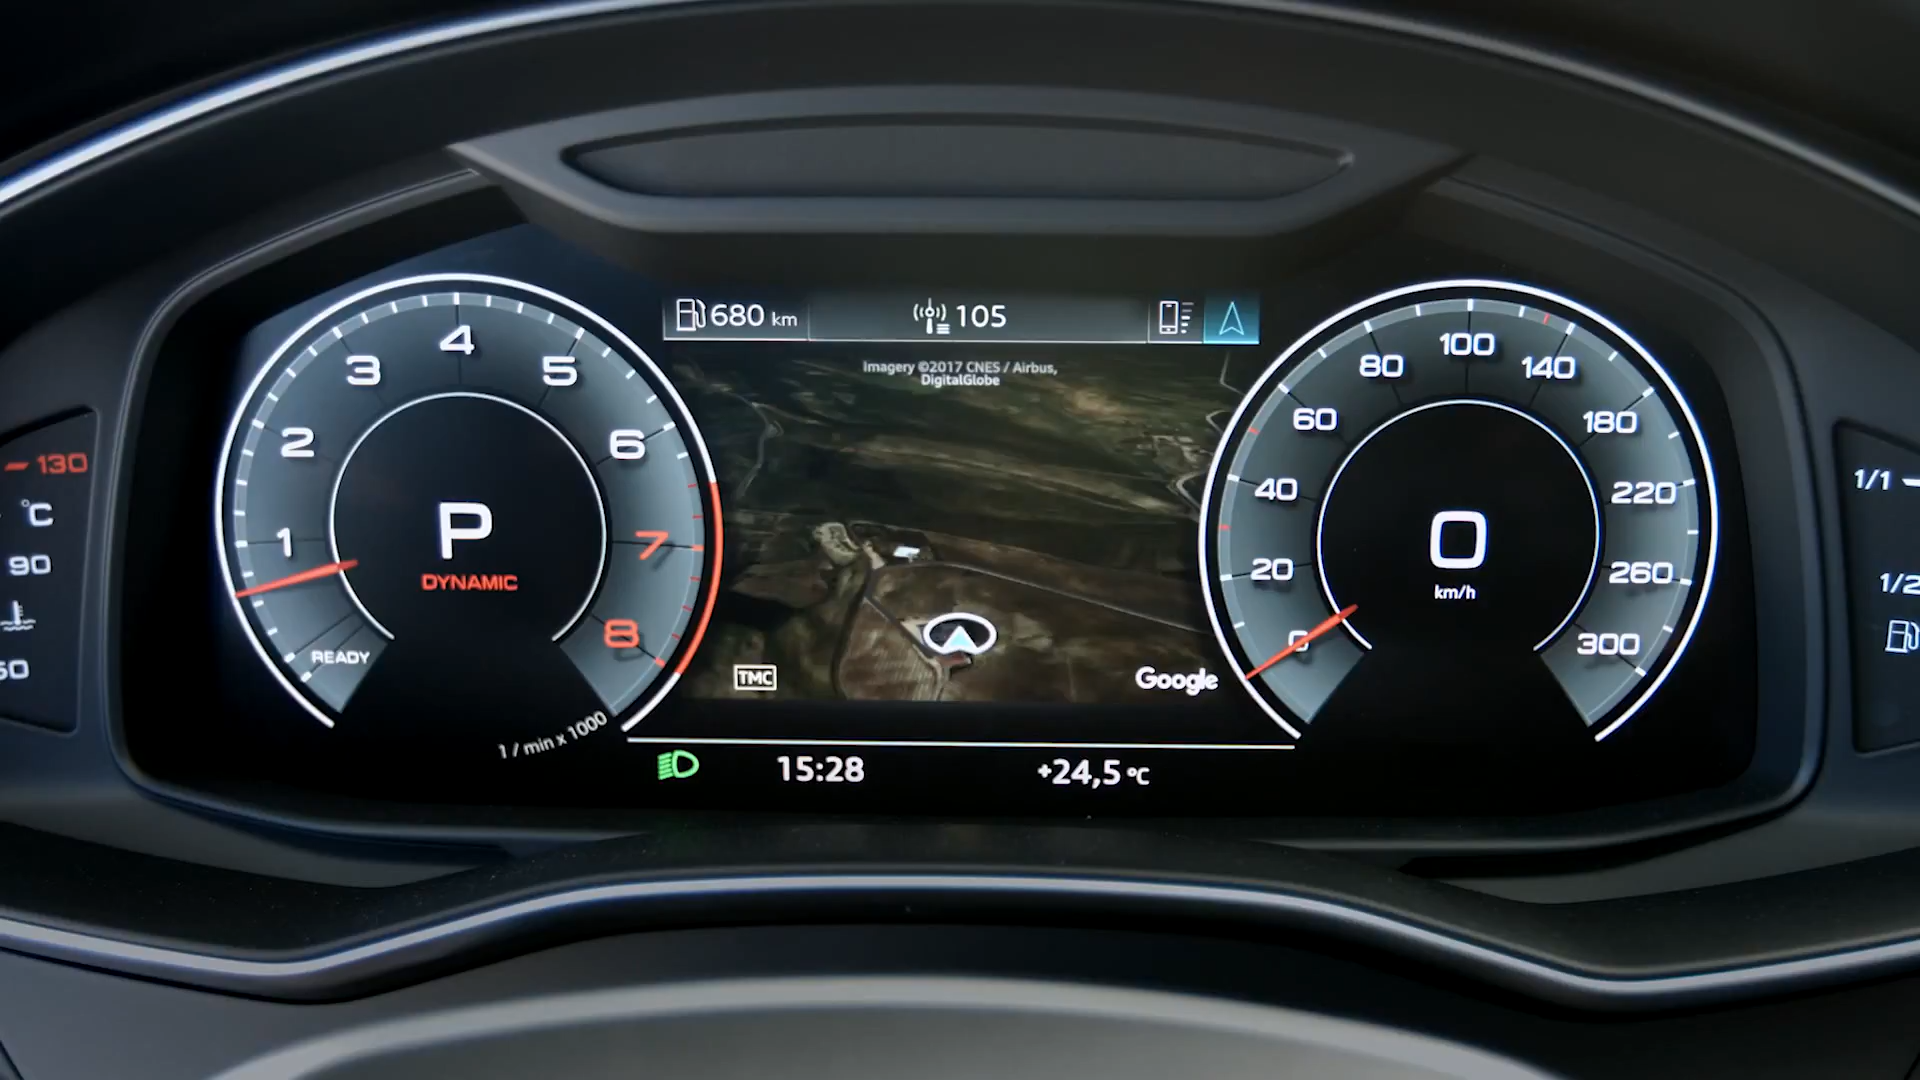 130
°C
90
680 km
105
Imagery ©2017 CNES / Airbus,
DigitalGlobe
TMC
Google
READY
1
2
3
4
5
6
7
8
P
DYNAMIC
1 / min x 1000
0
20
40
60
80
100
140
180
220
260
300
0
km/h
15:28
+24,5 °C
1/1